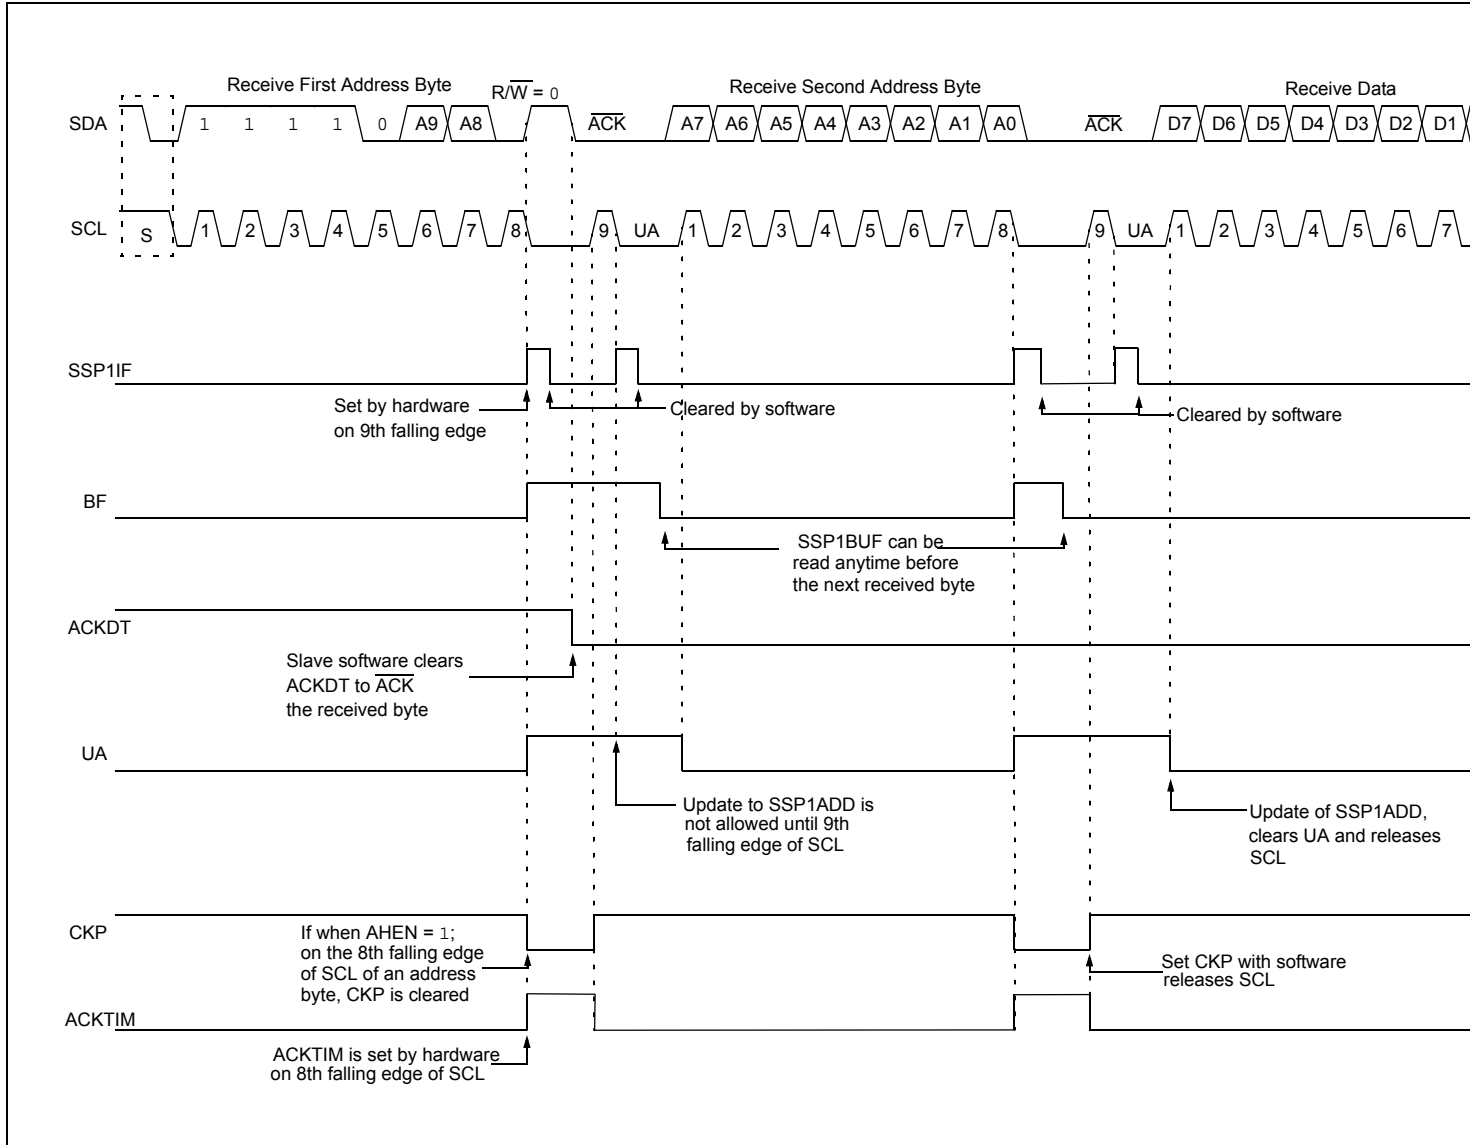 Receive First Address Byte
R/W = 0
Receive Second Address Byte
Receive Data
SDA
1 1 1 1 0 A9 A8
ACK
A7 A6 A5 A4 A3 A2 A1 A0
ACK
D7 D6 D5 D4 D3 D2 D1
SCL
S
1 2 3 4 5 6 7 8
9
UA
1 2 3 4 5 6 7 8
9
UA
1 2 3 4 5 6 7
SSP1IF
Set by hardware
on 9th falling edge
Cleared by software
Cleared by software
BF
SSP1BUF can be
read anytime before
the next received byte
ACKDT
Slave software clears
ACKDT to ACK
the received byte
UA
Update to SSP1ADD is
not allowed until 9th
falling edge of SCL
Update of SSP1ADD,
clears UA and releases
SCL
CKP
If when AHEN = 1;
on the 8th falling edge
of SCL of an address
byte, CKP is cleared
Set CKP with software
releases SCL
ACKTIM
ACKTIM is set by hardware
on 8th falling edge of SCL